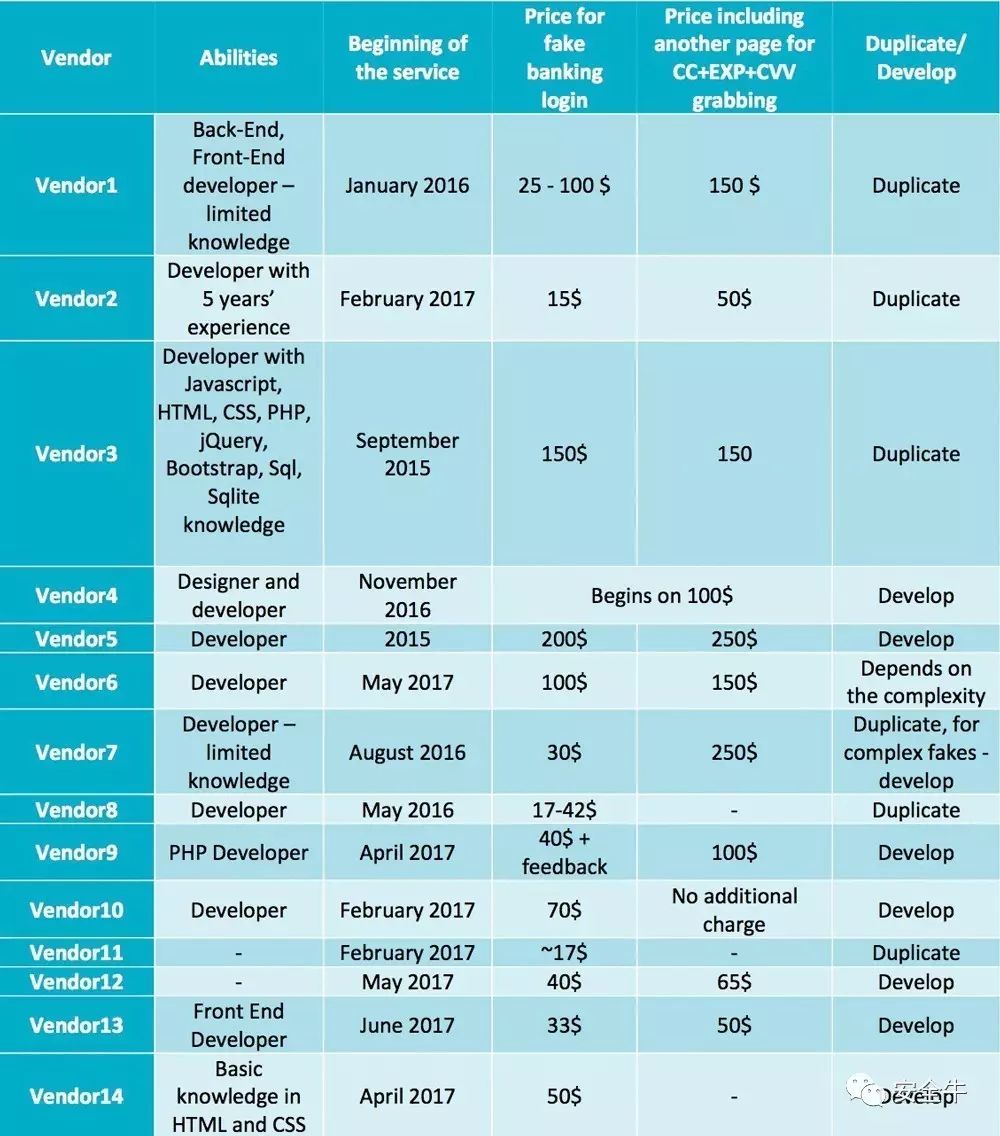 Vendor
Abilities
Beginning of
the service
Price for
fake
banking
login
Price including
another page for
CC+EXP+CVV
grabbing
Duplicate/
Develop
Vendor1
Back-End,
Front-End
developer –
limited
knowledge
January 2016
25 - 100 $
150 $
Duplicate
Vendor2
Developer with
5 years’
experience
February 2017
15$
50$
Duplicate
Vendor3
Developer with
Javascript,
HTML, CSS, PHP,
jQuery,
Bootstrap, Sql,
Sqlite
knowledge
September
2015
150$
150
Duplicate
Vendor4
Designer and
developer
November
2016
Begins on 100$
Develop
Vendor5
Developer
2015
200$
250$
Develop
Vendor6
Developer
May 2017
100$
150$
Depends on
the complexity
Vendor7
Developer –
limited
knowledge
August 2016
30$
250$
Duplicate, for
complex fakes -
develop
Vendor8
Developer
May 2016
17-42$
-
Duplicate
Vendor9
PHP Developer
April 2017
40$ +
feedback
100$
Develop
Vendor10
Developer
February 2017
70$
No additional
charge
Develop
Vendor11
-
February 2017
~17$
-
Duplicate
Vendor12
-
May 2017
40$
65$
Develop
Vendor13
Front End
Developer
June 2017
33$
50$
Develop
Vendor14
Basic
knowledge in
HTML and CSS
April 2017
50$
-
Develop
安全牛